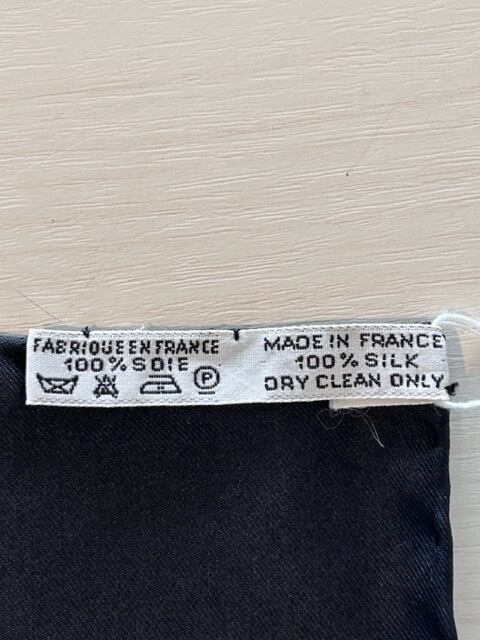 FABRIQUE EN FRANCE
100% SOIE
P
MADE IN FRANCE
100% SILK
DRY CLEAN ONLY